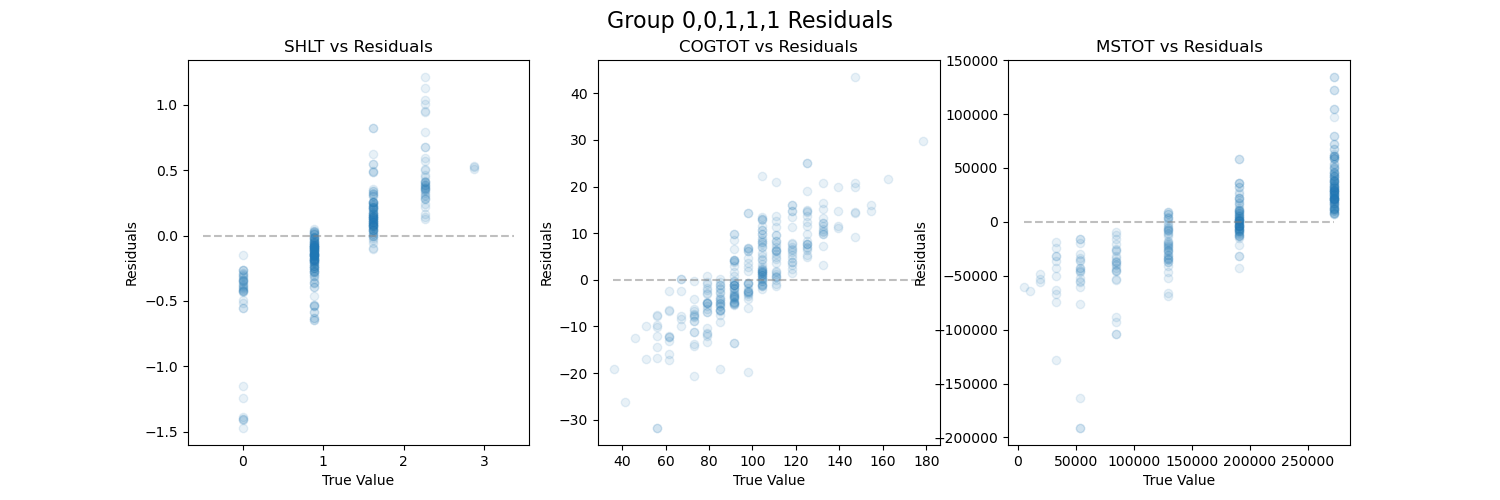 Group 0,0,1,1,1 Residuals
SHLT vs Residuals
COGTOT vs Residuals
MSTOT vs Residuals
Residuals
1.0
0.5
0.0
−0.5
−1.0
−1.5
0 1 2 3
True Value
Residuals
40
30
20
10
0
−10
−20
−30
40 60 80 100 120 140 160 180
True Value
Residuals
150000
100000
50000
0
−50000
−100000
−150000
−200000
0 50000 100000 150000 200000 250000
True Value